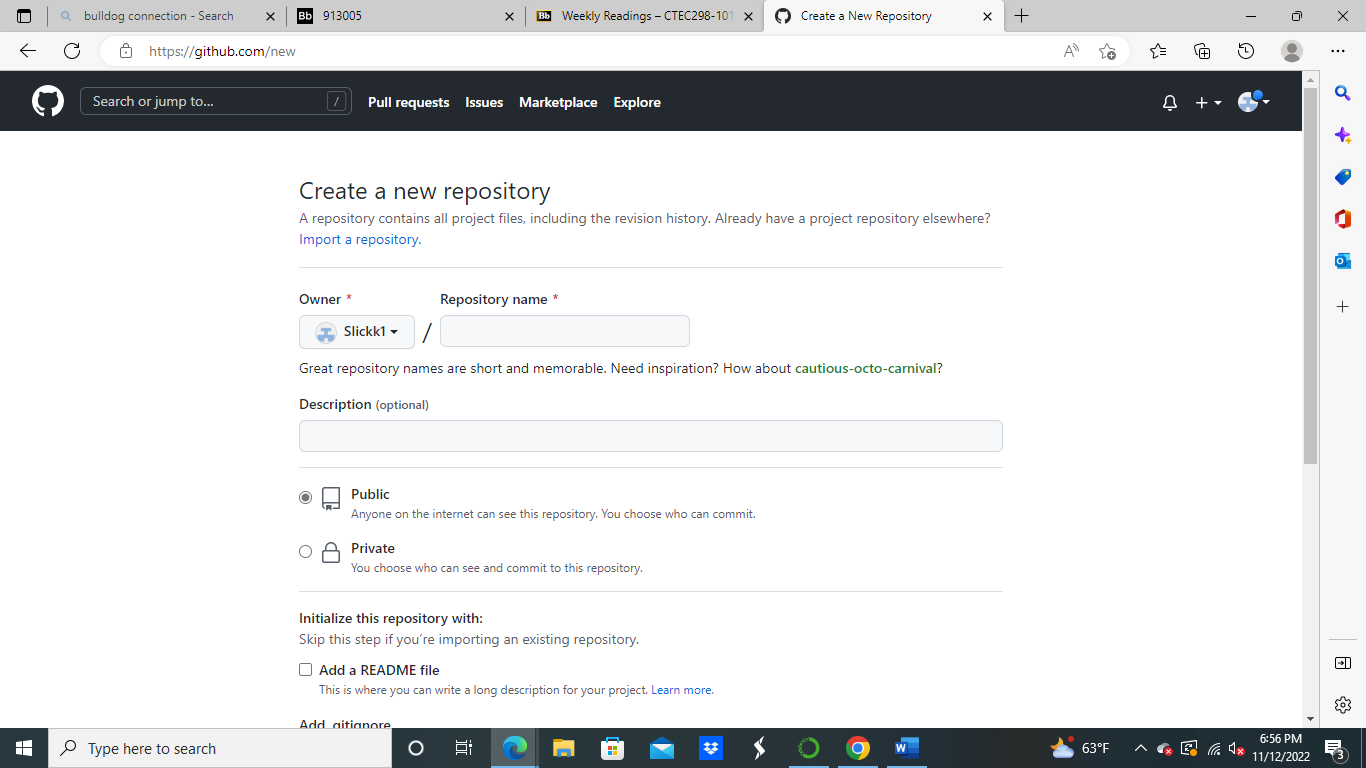 bulldog connection - Search
Bb 913005
Bb Weekly Readings – CTEC298-101
Create a New Repository
https://github.com/new
Search or jump to... /
Pull requests Issues Marketplace Explore
Create a new repository
A repository contains all project files, including the revision history. Already have a project repository elsewhere?
Import a repository.
Owner * Repository name *
Slickk1 /
Great repository names are short and memorable. Need inspiration? How about cautious-octo-carnival?
Description (optional)
Public
Anyone on the internet can see this repository. You choose who can commit.
Private
You choose who can see and commit to this repository.
Initialize this repository with:
Skip this step if you're importing an existing repository.
Add a README file
This is where you can write a long description for your project. Learn more.
Add .gitignore
Type here to search
63°F
6:56 PM
11/12/2022
3